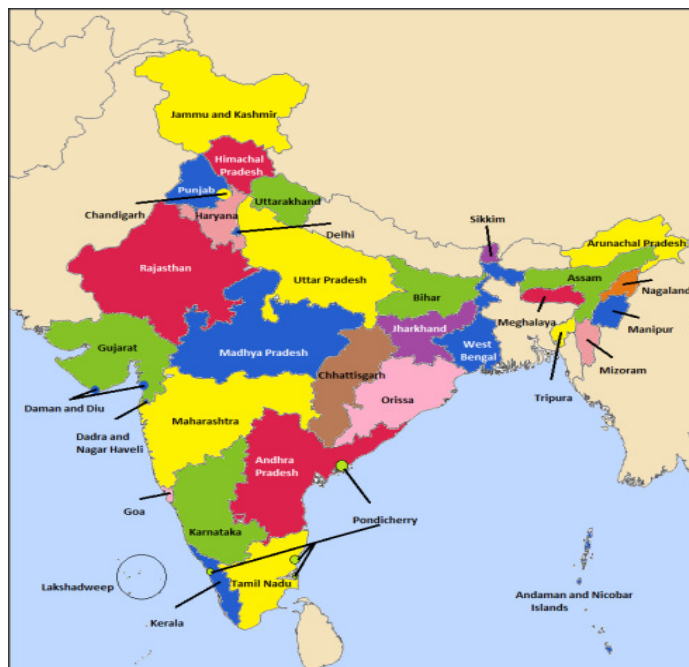 Jammu and Kashmir
Himachal
Pradesh
Punjab
Chandigarh
Haryana
Uttarakhand
Delhi
Sikkim
Arunachal Pradesh
Rajasthan
Uttar Pradesh
Assam
Nagaland
Bihar
Meghalaya
Manipur
Jharkhand
Gujarat
Madhya Pradesh
West
Bengal
Mizoram
Chhattisgarh
Tripura
Orissa
Daman and Diu
Maharashtra
Dadra and
Nagar Haveli
Andhra
Pradesh
Goa
Pondicherry
Karnataka
Lakshadweep
Tamil Nadu
Kerala
Andaman and Nicobar
Islands